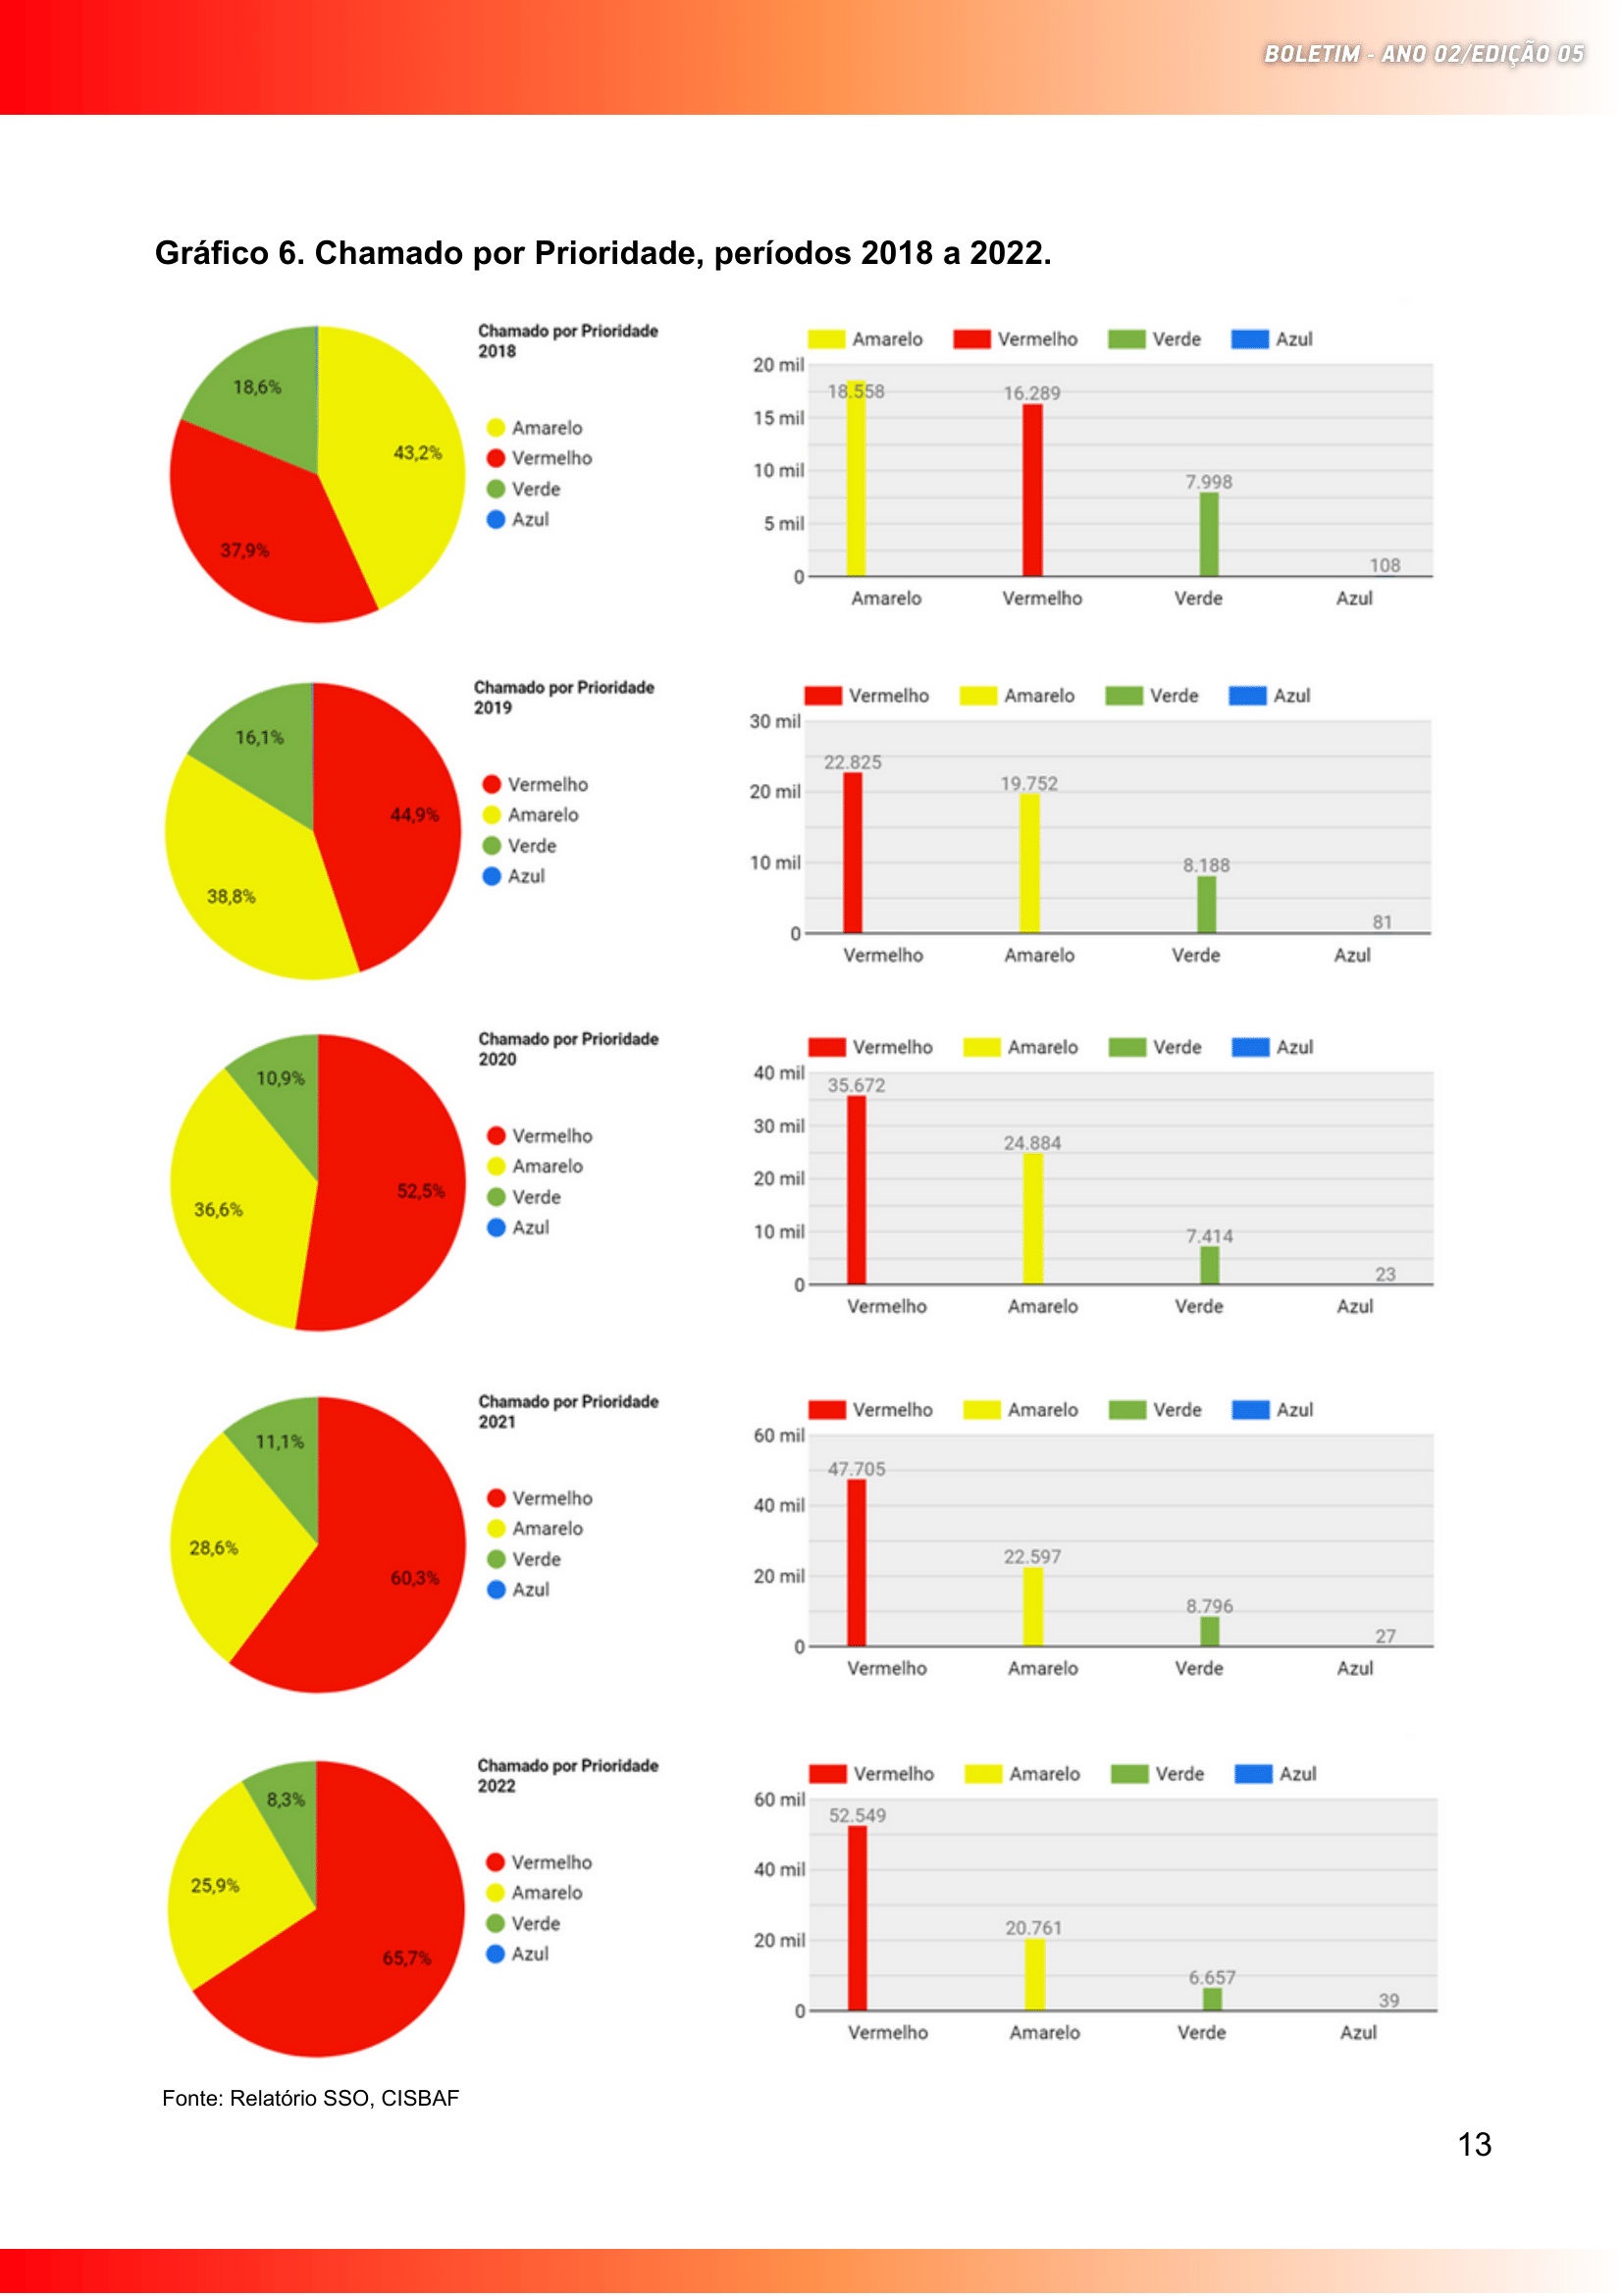 BOLETIM - ANO 02/EDIÇÃO 05
Gráfico 6. Chamado por Prioridade, períodos 2018 a 2022.
Chamado por Prioridade
2018
18,6%
43,2%
37,9%
Amarelo
Vermelho
Verde
Azul
Amarelo Vermelho Verde Azul
20 mil
15 mil
10 mil
5 mil
0
18.558
16.289
7.998
108
Amarelo Vermelho Verde Azul
Chamado por Prioridade
2019
16,1%
44,9%
38,8%
Vermelho
Amarelo
Verde
Azul
Vermelho Amarelo Verde Azul
30 mil
20 mil
10 mil
0
22.825
19.752
8.188
81
Vermelho Amarelo Verde Azul
Chamado por Prioridade
2020
10,9%
52,5%
36,6%
Vermelho
Amarelo
Verde
Azul
Vermelho Amarelo Verde Azul
40 mil
30 mil
20 mil
10 mil
0
35.672
24.884
7.414
23
Vermelho Amarelo Verde Azul
Chamado por Prioridade
2021
11,1%
28,6%
60,3%
Vermelho
Amarelo
Verde
Azul
Vermelho Amarelo Verde Azul
60 mil
40 mil
20 mil
0
47.705
22.597
8.796
27
Vermelho Amarelo Verde Azul
Chamado por Prioridade
2022
8,3%
25,9%
65,7%
Vermelho
Amarelo
Verde
Azul
Vermelho Amarelo Verde Azul
60 mil
40 mil
20 mil
0
52.549
20.761
6.657
39
Vermelho Amarelo Verde Azul
Fonte: Relatório SSO, CISBAF
13